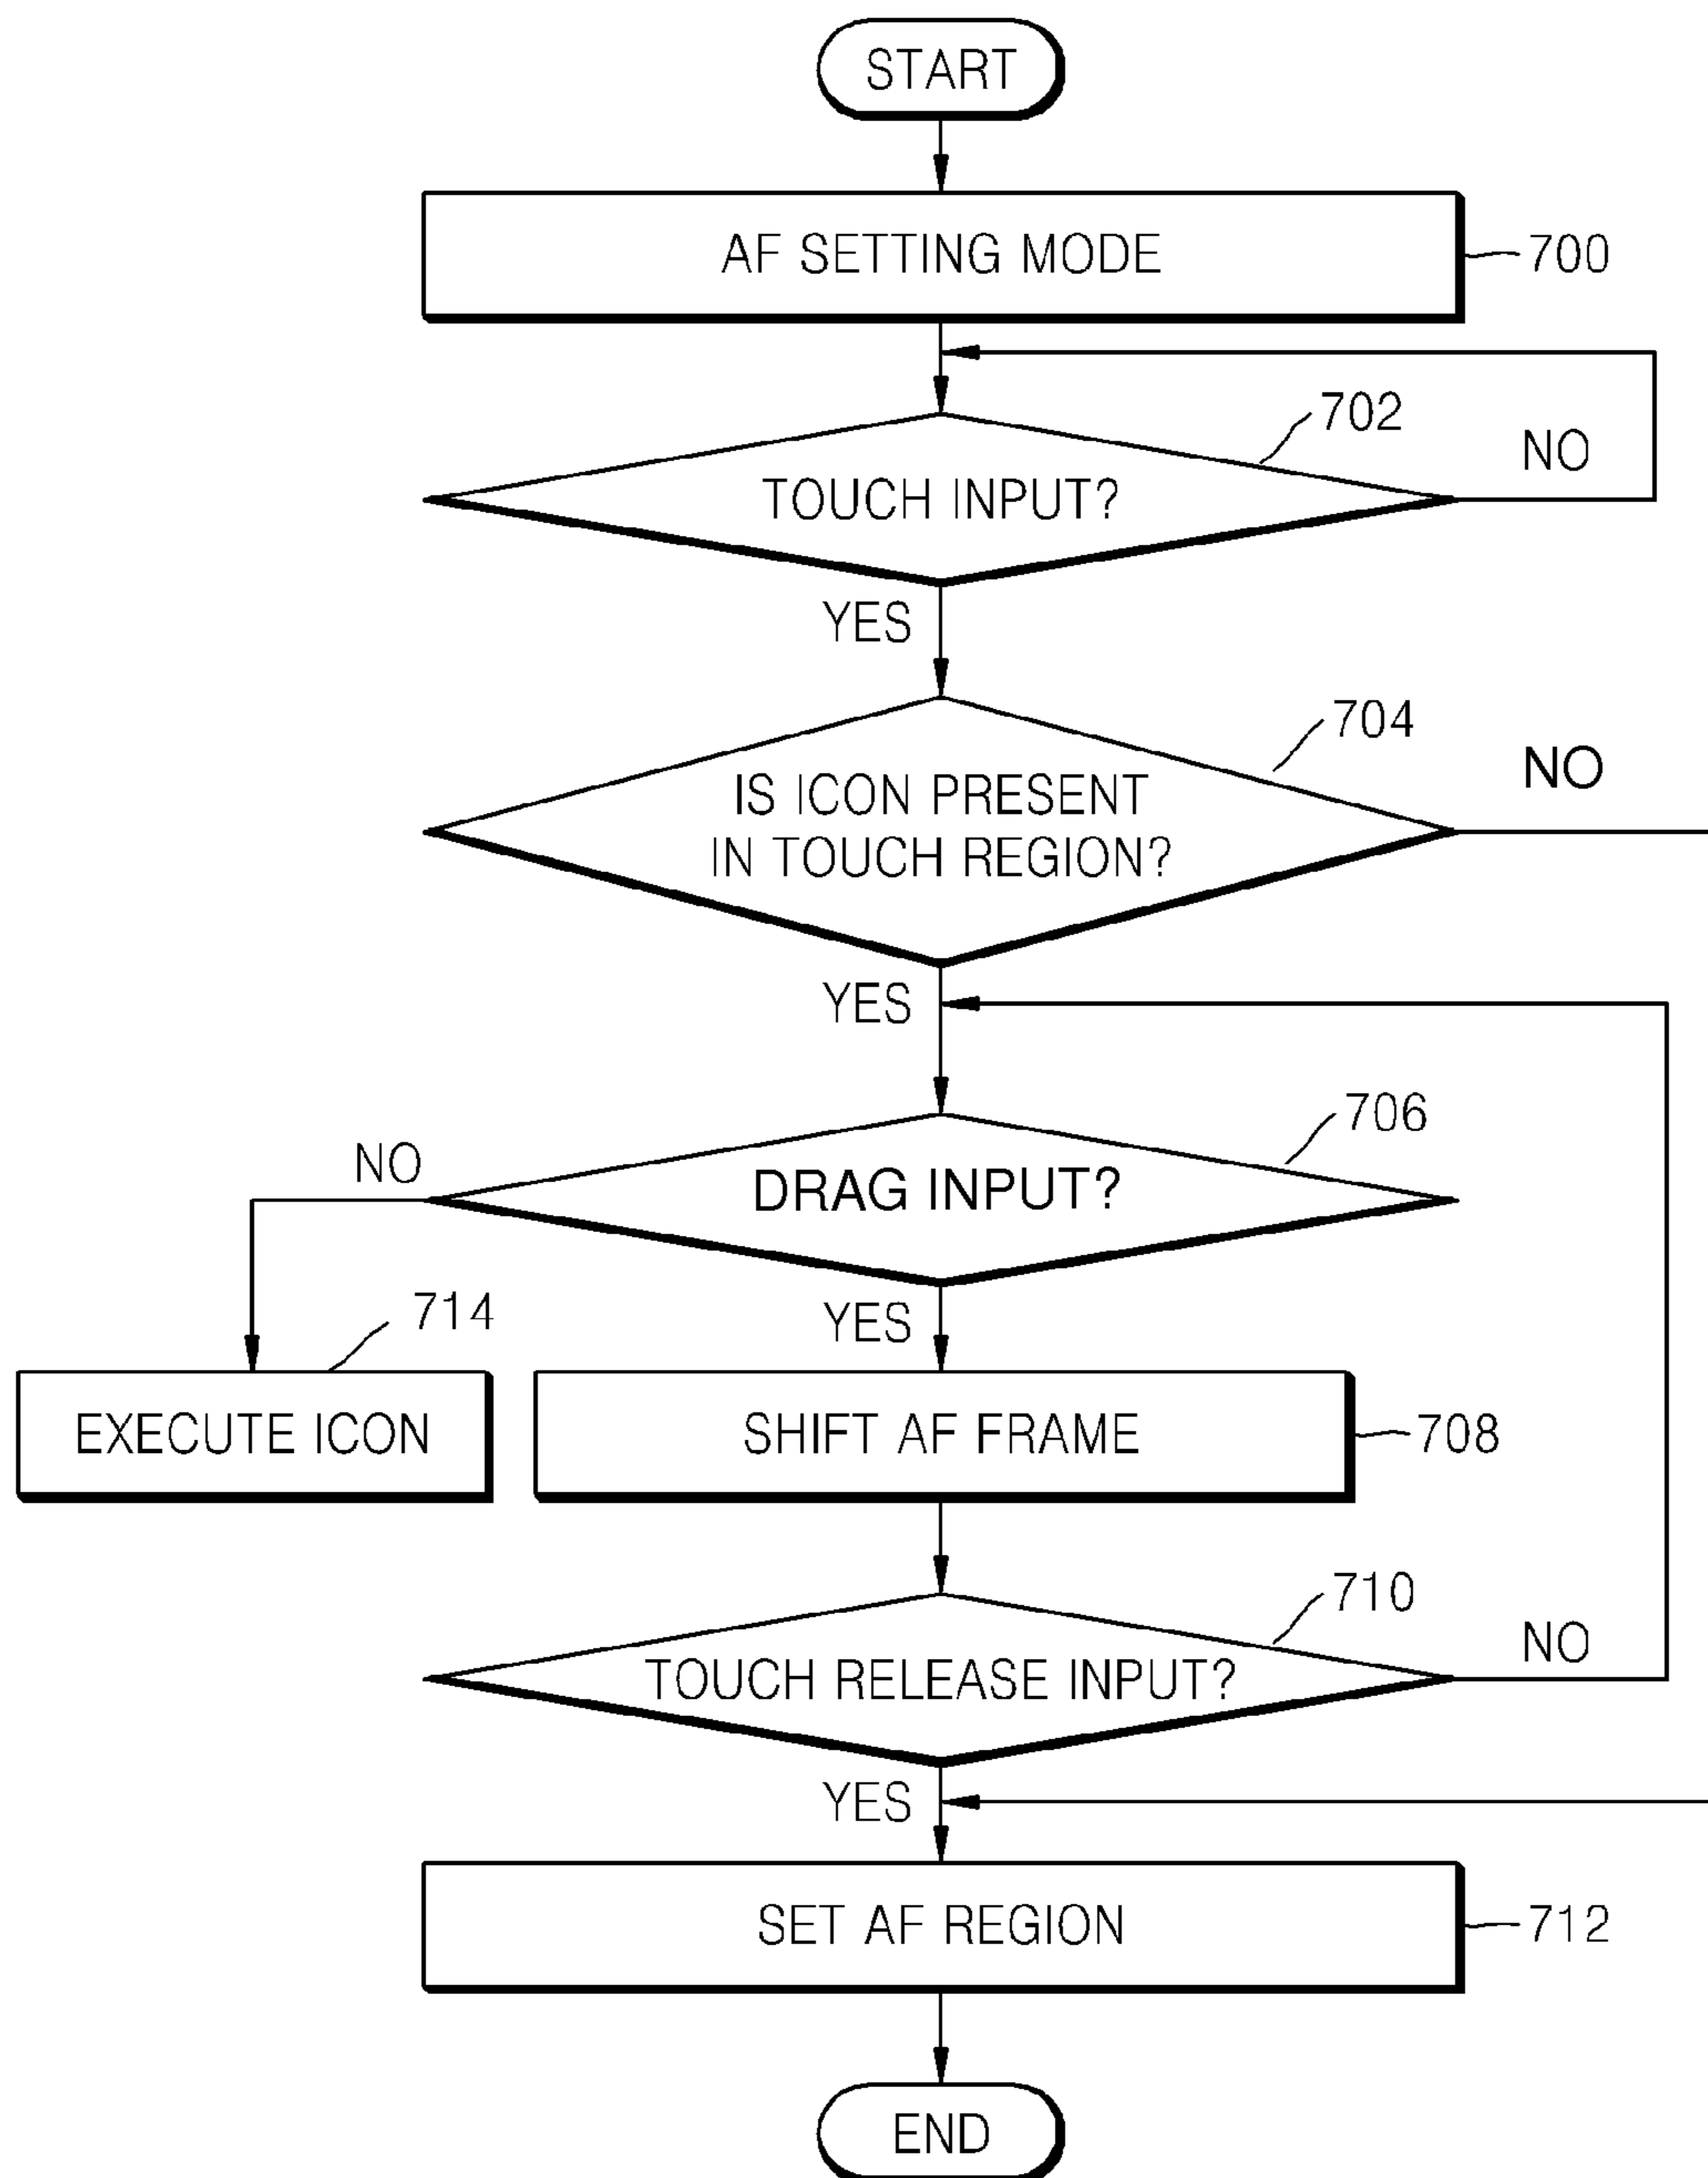 START
AF SETTING MODE
700
702
NO
TOUCH INPUT?
YES
704
NO
IS ICON PRESENT
IN TOUCH REGION?
YES
706
NO
DRAG INPUT?
714
YES
EXECUTE ICON
SHIFT AF FRAME
708
710
NO
TOUCH RELEASE INPUT?
YES
SET AF REGION
712
END